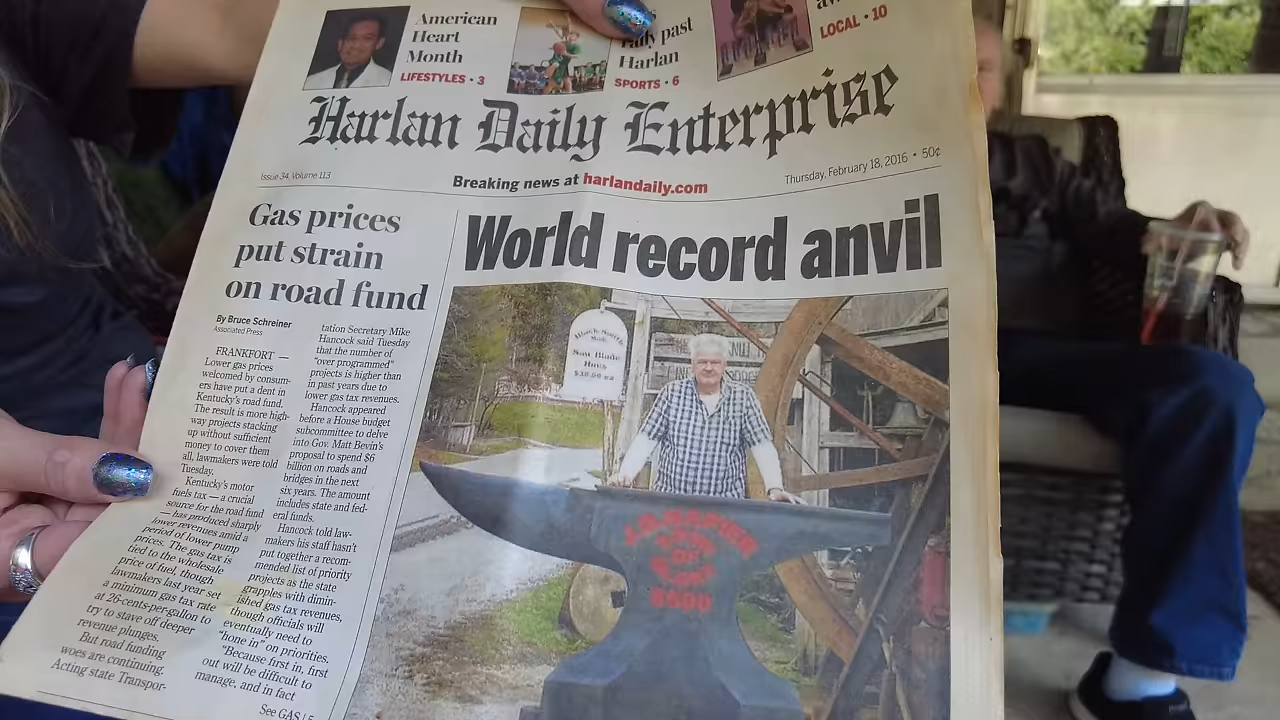 American
Heart
Month
LIFESTYLES • 3
rally past
Harlan
SPORTS • 6
LOCAL • 10
Harlan Daily Enterprise
Issue 34, Volume 113
Breaking news at harlandaily.com
Thursday, February 18, 2016 • 50¢
Gas prices
put strain
on road fund
By Bruce Schreiner
Associated Press
FRANKFORT —
Lower gas prices
welcomed by consum-
ers have put a dent in
Kentucky's road fund.
The result is more high-
way projects stacking
up without sufficient
money to cover them
all, lawmakers were told
Tuesday.
Kentucky's motor
fuels tax — a crucial
source for the road fund
— has produced sharply
lower revenues amid a
period of lower pump
prices. The gas tax is
tied to the wholesale
price of fuel, though
lawmakers last year set
a minimum gas tax rate
at 26-cents-per-gallon to
try to stave off deeper
revenue plunges.
But road funding
woes are continuing.
Acting state Transpor-
tation Secretary Mike
Hancock said Tuesday
that the number of
"over programmed"
projects is higher than
in past years due to
lower gas tax revenues.
Hancock appeared
before a House budget
subcommittee to delve
into Gov. Matt Bevin's
proposal to spend $6
billion on roads and
bridges in the next
six years. The amount
includes state and fed-
eral funds.
Hancock told law-
makers his staff hasn't
put together a recom-
mended list of priority
projects as the state
grapples with dimin-
ished gas tax revenues,
though officials will
eventually need to
"hone in" on priorities.
"Because first in, first
out will be difficult to
manage, and in fact
See GAS | 5
World record anvil
Saw Blade